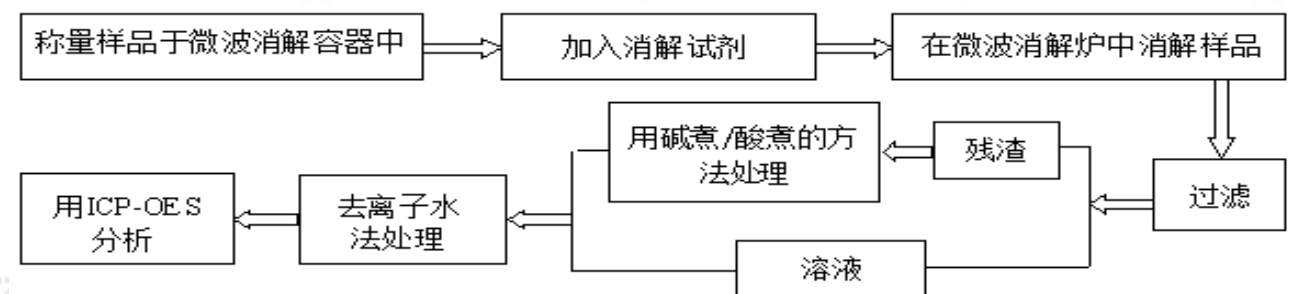 称量样品于微波消解容器中
加入消解试剂
在微波消解炉中消解样品
过滤
残渣
用碱煮/酸煮的方
法处理
溶液
去离子水
法处理
用ICP-OES
分析